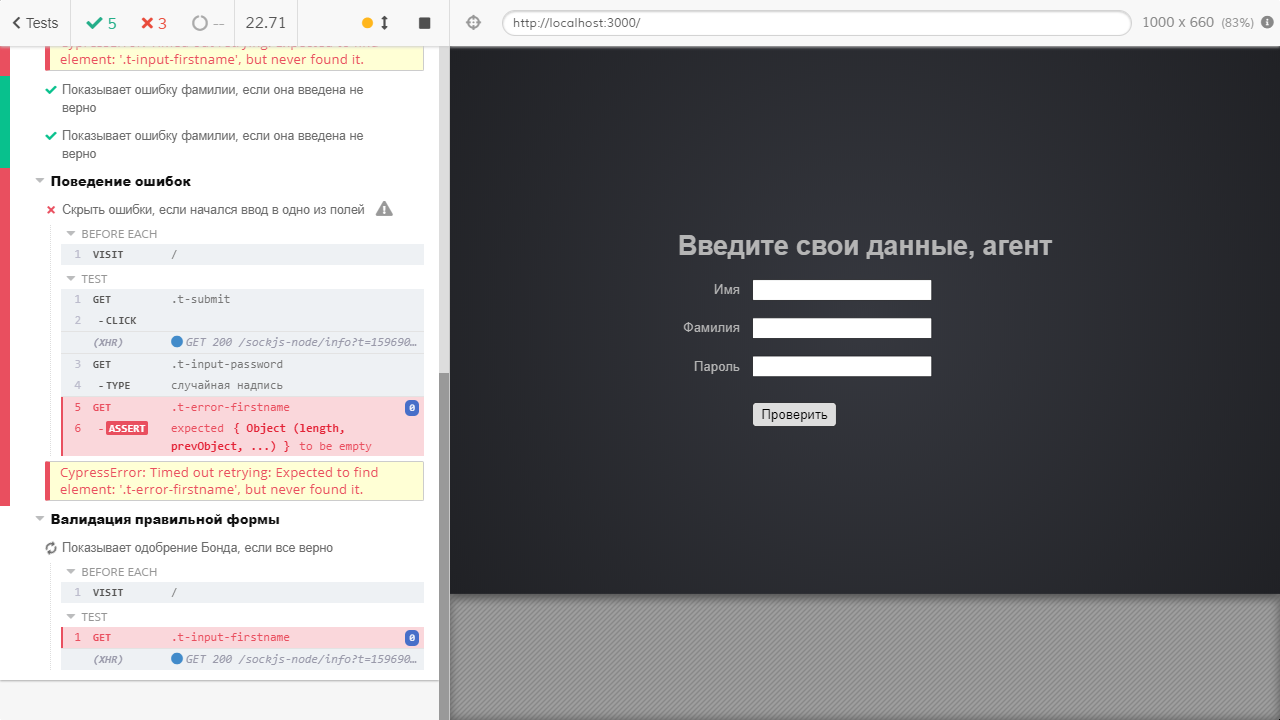 Tests
5
3
--
22.71
http://localhost:3000/
1000 x 660 (83%)
element: '.t-input-firstname', but never found it.
Показывает ошибку фамилии, если она введена не
верно
Показывает ошибку фамилии, если она введена не
верно
Поведение ошибок
Скрыть ошибки, если начался ввод в одно из полей
BEFORE EACH
1 VISIT /
TEST
1 GET .t-submit
2 -CLICK
(XHR) GET 200 /sockjs-node/info?t=159690…
3 GET .t-input-password
4 -TYPE случайная надпись
5 GET .t-error-firstname 0
6 -ASSERT expected { Object (length,
prevObject, ...) } to be empty
CypressError: Timed out retrying: Expected to find
element: '.t-error-firstname', but never found it.
Валидация правильной формы
Показывает одобрение Бонда, если все верно
BEFORE EACH
1 VISIT /
TEST
1 GET .t-input-firstname 0
(XHR) GET 200 /sockjs-node/info?t=159690…
Введите свои данные, агент
Имя
Фамилия
Пароль
Проверить